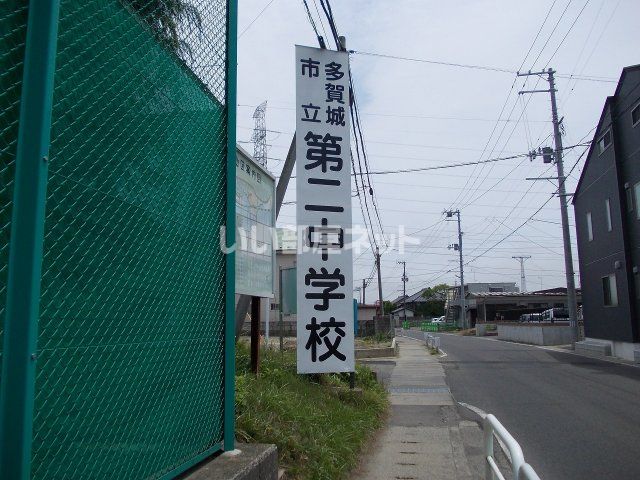 多賀城
市立
第二中学校
いい部屋ネット